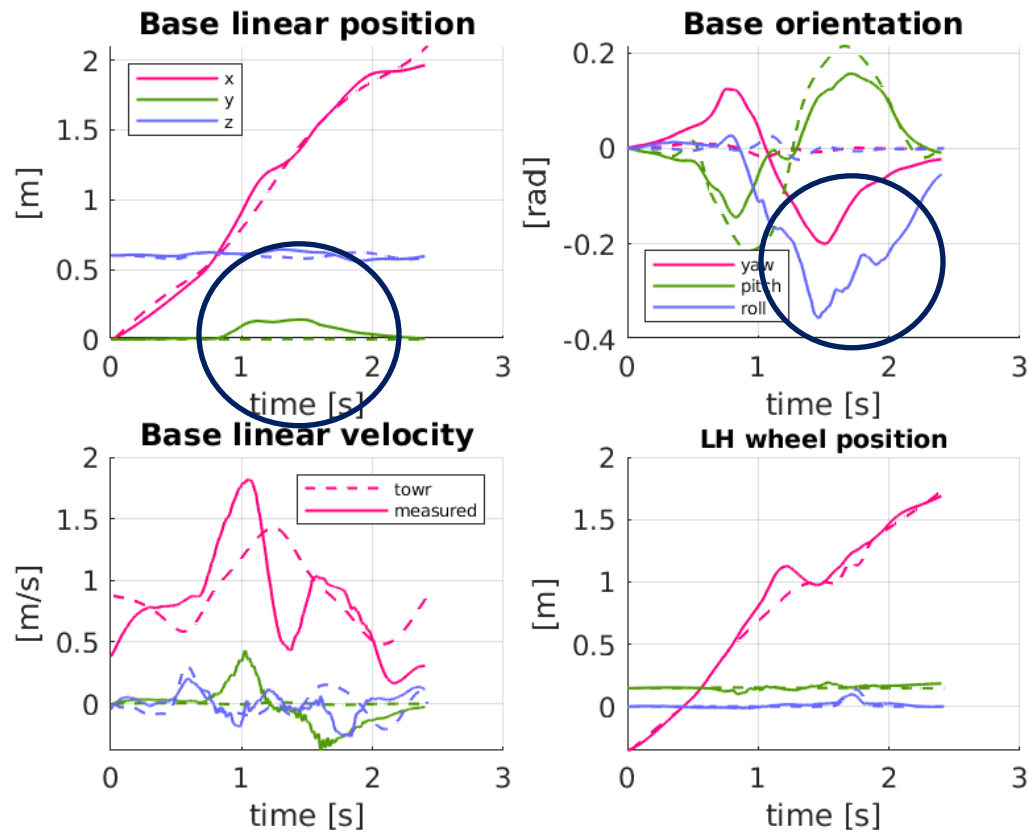 Base linear position
2
1.5
1
0.5
0
[m]
x
y
z
0
1
2
3
time [s]
Base orientation
0.2
0
-0.2
-0.4
[rad]
yaw
pitch
roll
0
1
2
3
time [s]
Base linear velocity
2
1.5
1
0.5
0
[m/s]
towr
measured
0
1
2
3
time [s]
LH wheel position
2
1.5
1
0.5
0
[m]
0
1
2
3
time [s]